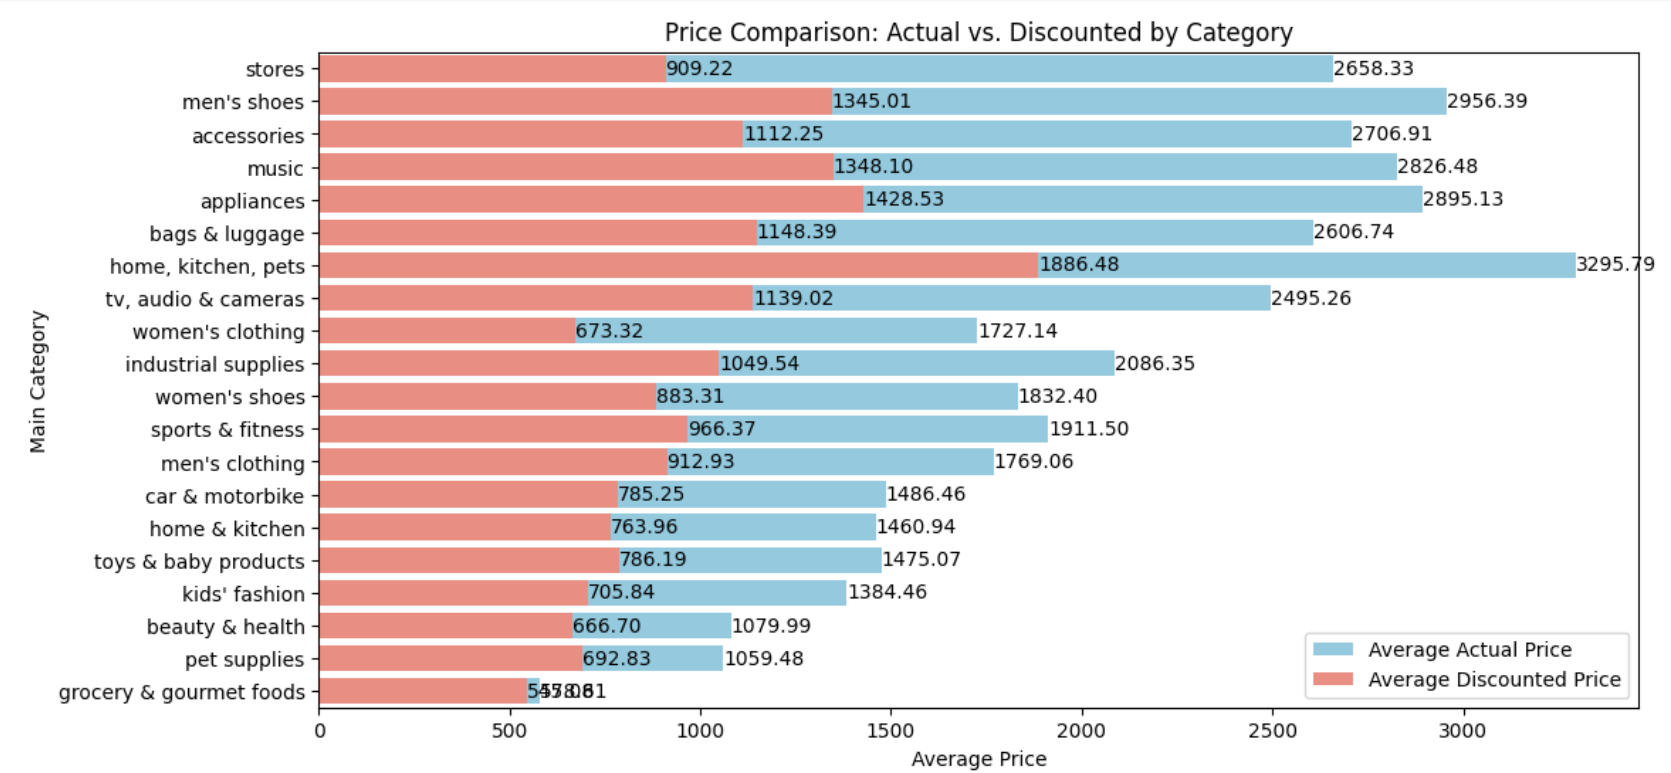 Price Comparison: Actual vs. Discounted by Category
stores 909.22 2658.33
men's shoes 1345.01 2956.39
accessories 1112.25 2706.91
music 1348.10 2826.48
appliances 1428.53 2895.13
bags & luggage 1148.39 2606.74
home, kitchen, pets 1886.48 3295.79
tv, audio & cameras 1139.02 2495.26
women's clothing 673.32 1727.14
industrial supplies 1049.54 2086.35
women's shoes 883.31 1832.40
sports & fitness 966.37 1911.50
men's clothing 912.93 1769.06
car & motorbike 785.25 1486.46
home & kitchen 763.96 1460.94
toys & baby products 786.19 1475.07
kids' fashion 705.84 1384.46
beauty & health 666.70 1079.99
pet supplies 692.83 1059.48
grocery & gourmet foods
Main Category
Average Actual Price
Average Discounted Price
0 500 1000 1500 2000 2500 3000
Average Price